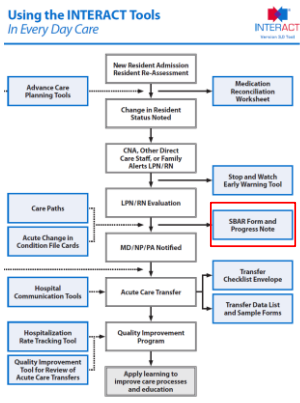 Using the INTERACT Tools
In Every Day Care
INTERACT
Version 3.0 Tool
New Resident Admission
Resident Re-Assessment
Advance Care
Planning Tools
Medication
Reconciliation
Worksheet
Change in Resident
Status Noted
CNA, Other Direct
Care Staff, or Family
Alerts LPN/RN
Stop and Watch
Early Warning Tool
Care Paths
LPN/RN Evaluation
SBAR Form and
Progress Note
Acute Change in
Condition File Cards
MD/NP/PA Notified
Transfer
Checklist Envelope
Hospital
Communication Tools
Acute Care Transfer
Transfer Data List
and Sample Forms
Hospitalization
Rate Tracking Tool
Quality Improvement
Program
Quality Improvement
Tool for Review of
Acute Care Transfers
Apply learning to
improve care processes
and education